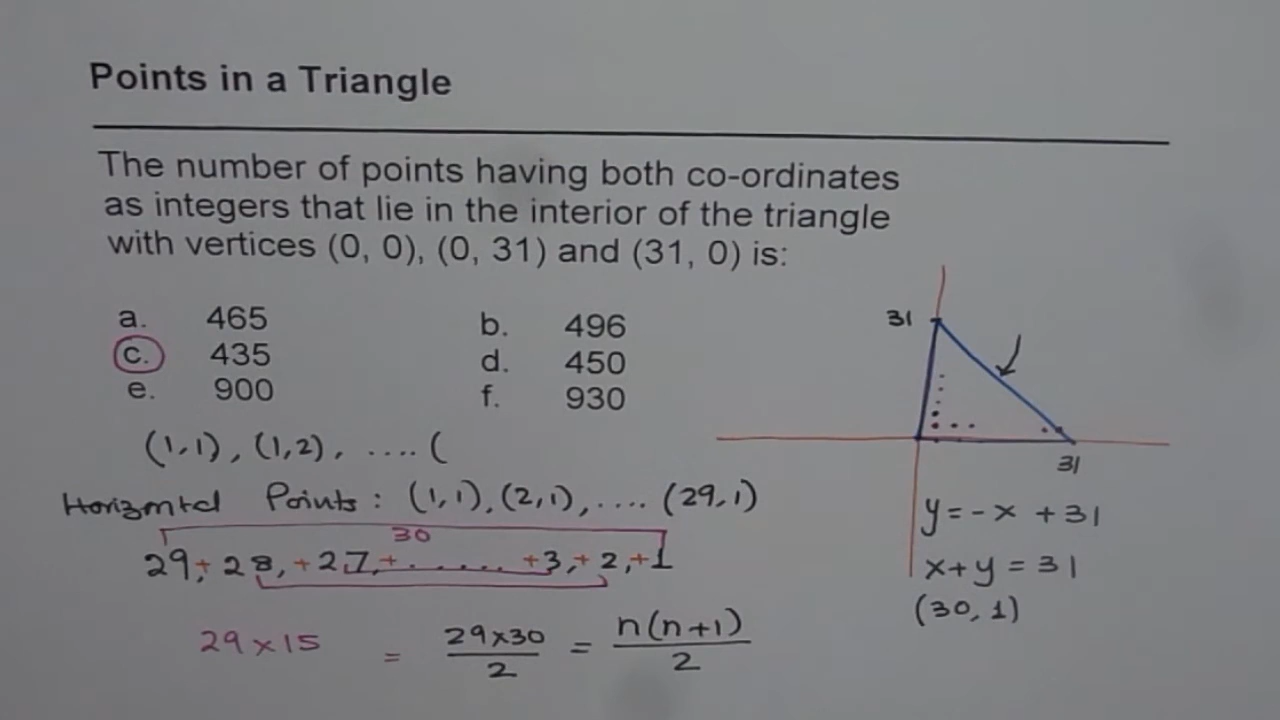 Points in a Triangle
The number of points having both co-ordinates
as integers that lie in the interior of the triangle
with vertices (0, 0), (0, 31) and (31, 0) is:
a. 465 b. 496
c. 435 d. 450
e. 900 f. 930
31
31
(1,1), (1,2), .... (
Horizontal Points : (1,1), (2,1), .... (29,1)
30
29, + 28, + 27, + ...... + 3, + 2, + 1
29 × 15 = 29×30 / 2 = n(n+1) / 2
y = -x + 31
x + y = 31
(30, 1)